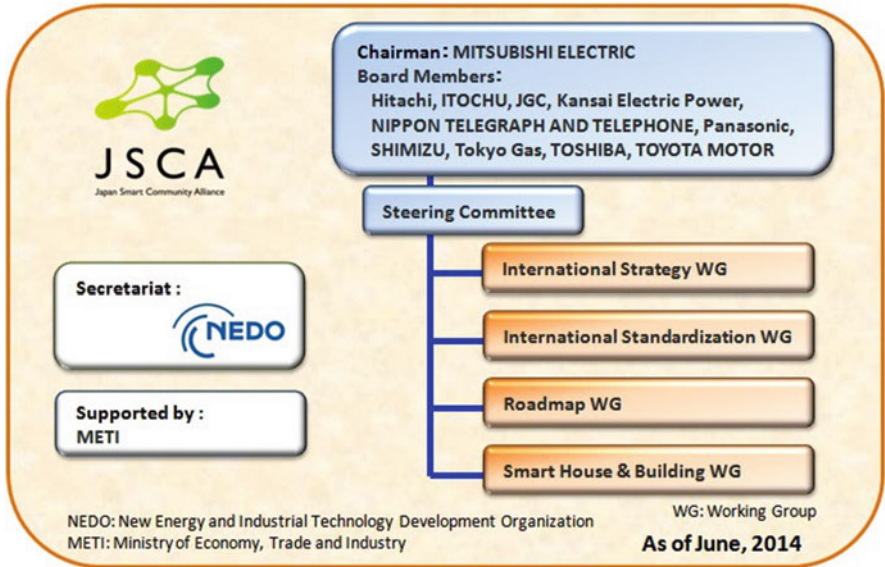 JSCA
Japan Smart Community Alliance
Chairman: MITSUBISHI ELECTRIC
Board Members:
Hitachi, ITOCHU, JGC, Kansai Electric Power,
NIPPON TELEGRAPH AND TELEPHONE, Panasonic,
SHIMIZU, Tokyo Gas, TOSHIBA, TOYOTA MOTOR
Steering Committee
International Strategy WG
International Standardization WG
Roadmap WG
Smart House & Building WG
Secretariat :
NEDO
Supported by :
METI
NEDO: New Energy and Industrial Technology Development Organization
METI: Ministry of Economy, Trade and Industry
WG: Working Group
As of June, 2014